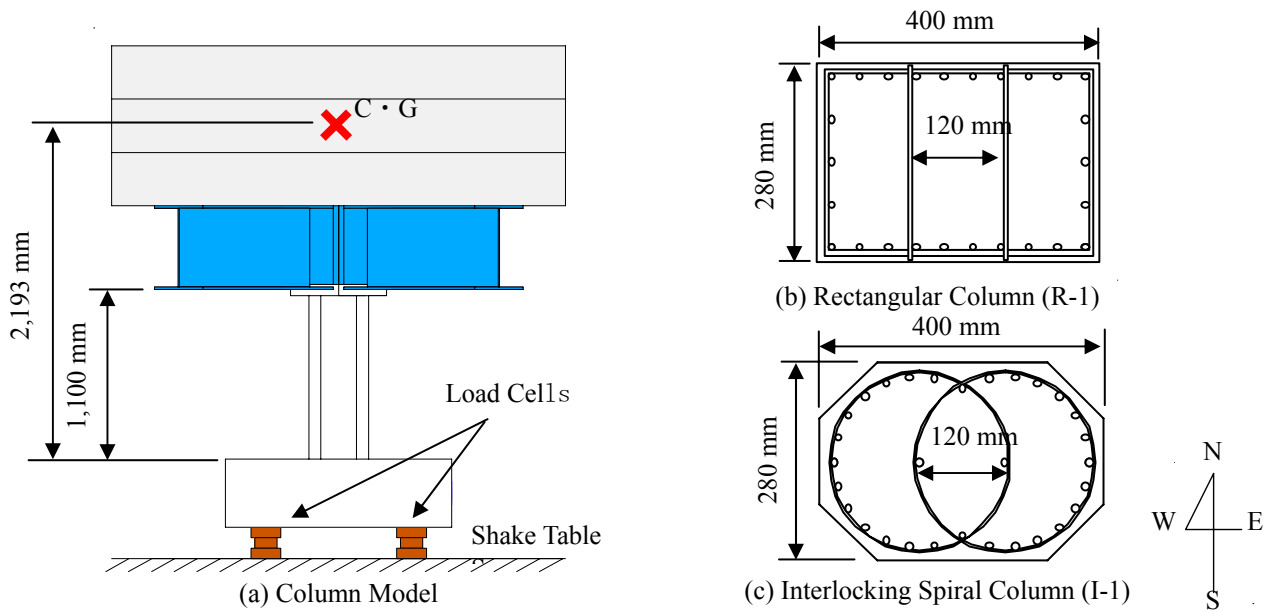 C・G
2,193 mm
1,100 mm
Load Cells
Shake Table
(a) Column Model
400 mm
280 mm
120 mm
(b) Rectangular Column (R-1)
400 mm
280 mm
120 mm
(c) Interlocking Spiral Column (I-1)
N
W E
S